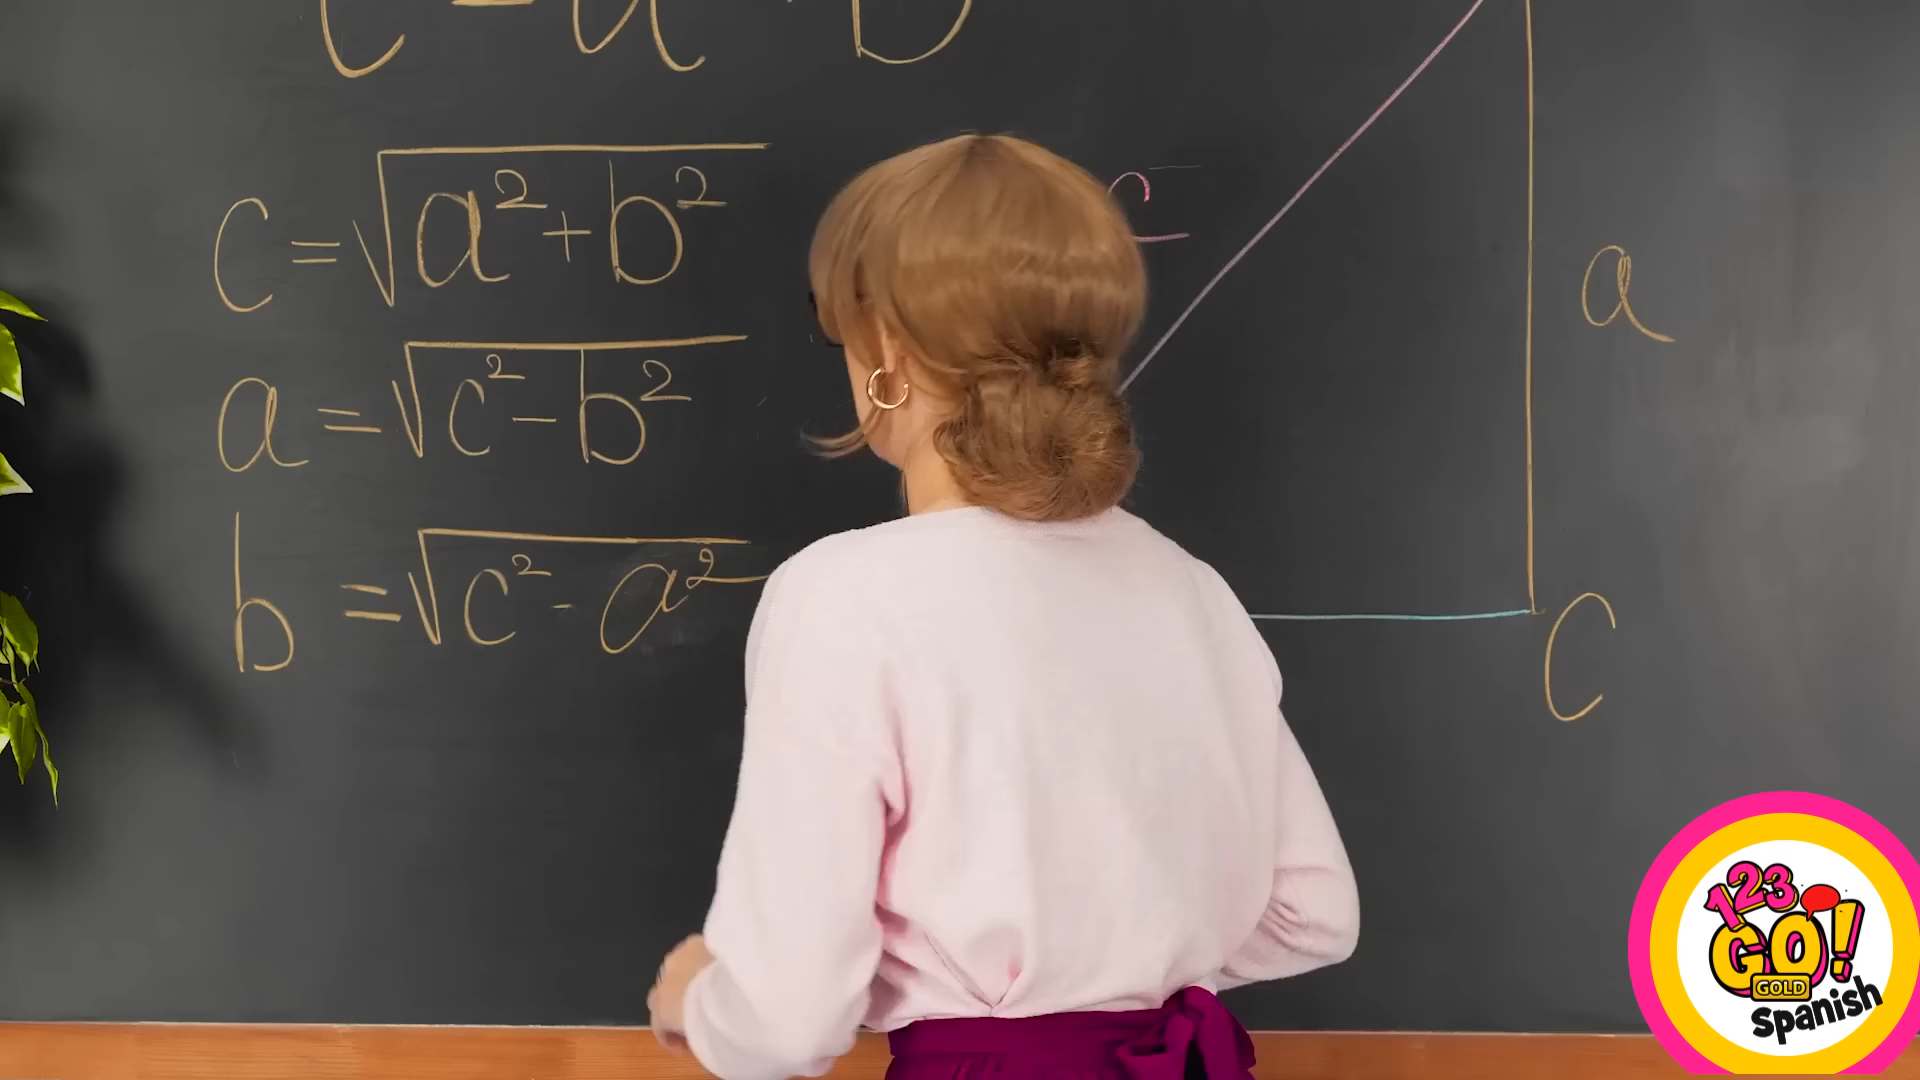 c = a b
c = √a²+b²
a = √c²-b²
b = √c²-a²
c
a
C
123
GO!
GOLD
Spanish